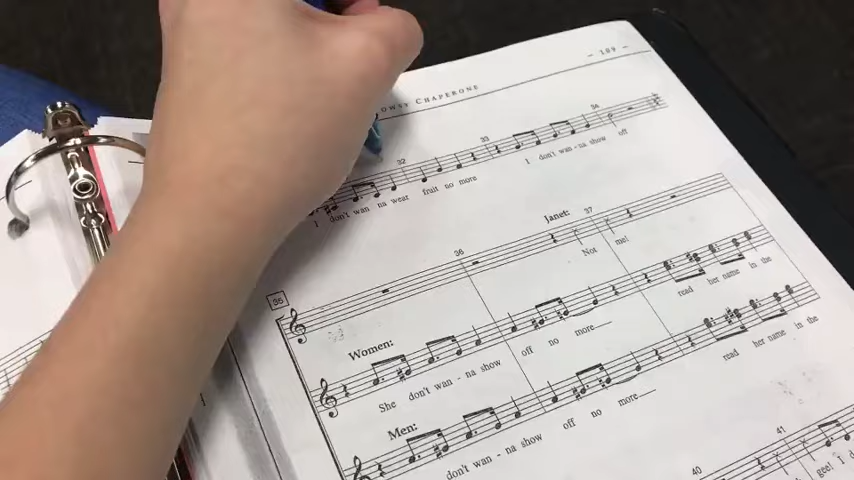 - 189 -
OWSY CHAPERONE
32 33 34
I don't wan na wear fruit no more I don't wan - na show off
35 36 Janet: 37
Not me!
Women:
She don't wan - na show off no more read her name in the
Men:
don't wan - na show off no more read her name in the
40 41
gee! I